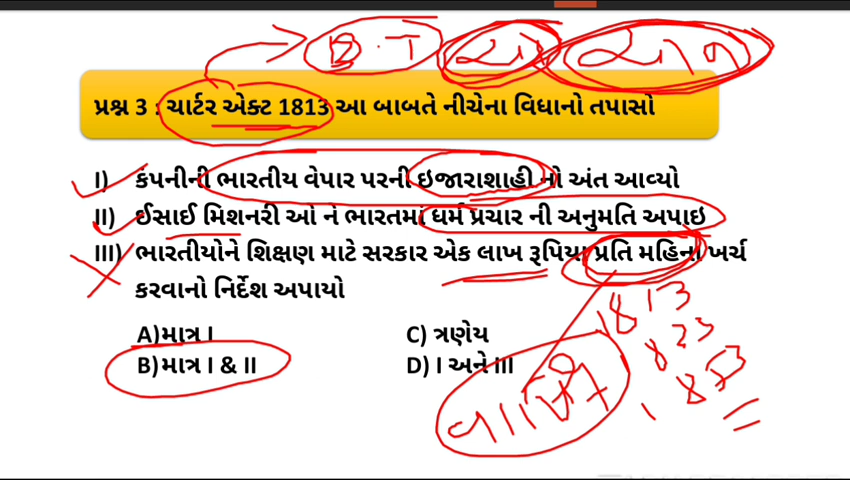 B. T ચા
પ્રશ્ન 3 : ચાર્ટર એક્ટ 1813 આ બાબતે નીચેના વિધાનો તપાસો
I) કંપનીની ભારતીય વેપાર પરની ઇજારાશાહી નો અંત આવ્યો
II) ઈસાઈ મિશનરી ઓ ને ભારતમાં ધર્મ પ્રચાર ની અનુમતિ અપાઇ
III) ભારતીયોને શિક્ષણ માટે સરકાર એક લાખ રૂપિયા પ્રતિ મહિના ખર્ચ
કરવાનો નિર્દેશ અપાયો
1813
A) માત્ર I C) ત્રણેય
823
B) માત્ર I & II D) I અને III
1853
વાર્ષિક